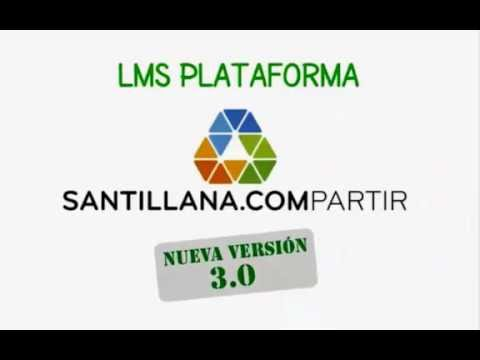 LMS PLATAFORMA
SANTILLANA.COMPARTIR
NUEVA VERSIÓN
3.0